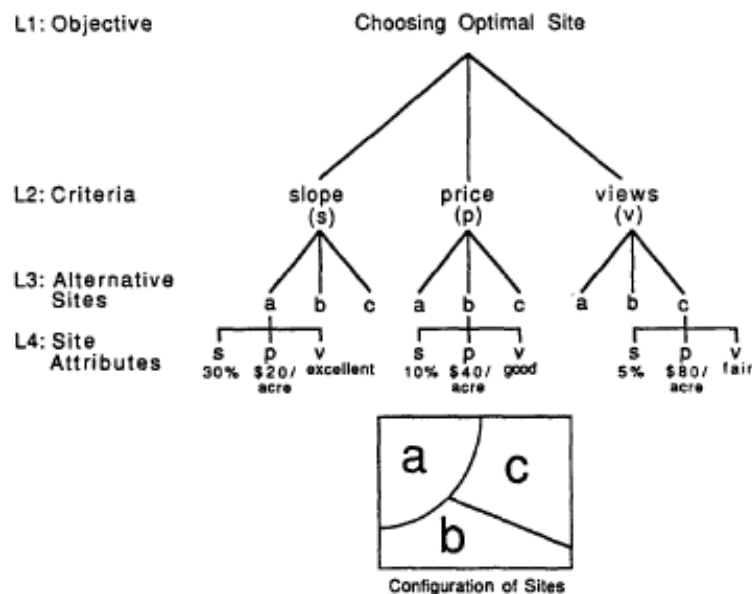 L1: Objective Choosing Optimal Site
L2: Criteria slope price views
(s) (p) (v)
L3: Alternative
Sites a b c a b c a b c
L4: Site
Attributes s p v s p v s p v
30% $20/ excellent 10% $40/ good 5% $80/ fair
acre acre acre
a
c
b
Configuration of Sites